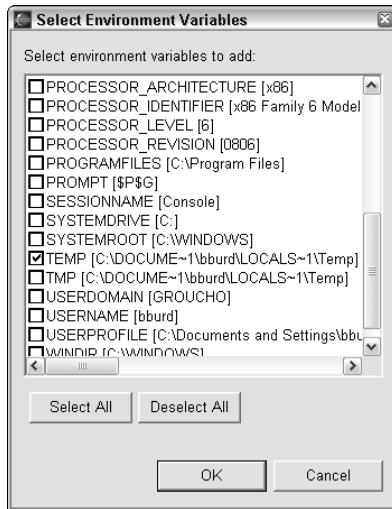 Select Environment Variables
Select environment variables to add:
PROCESSOR_ARCHITECTURE [x86]
PROCESSOR_IDENTIFIER [x86 Family 6 Model
PROCESSOR_LEVEL [6]
PROCESSOR_REVISION [0806]
PROGRAMFILES [C:\Program Files]
PROMPT [$P$G]
SESSIONNAME [Console]
SYSTEMDRIVE [C:]
SYSTEMROOT [C:\WINDOWS]
TEMP [C:\DOCUME~1\bburd\LOCALS~1\Temp]
TMP [C:\DOCUME~1\bburd\LOCALS~1\Temp]
USERDOMAIN [GROUCHO]
USERNAME [bburd]
USERPROFILE [C:\Documents and Settings\bbu
WINDIR [C:\WINDOWS]
Select All Deselect All
OK Cancel